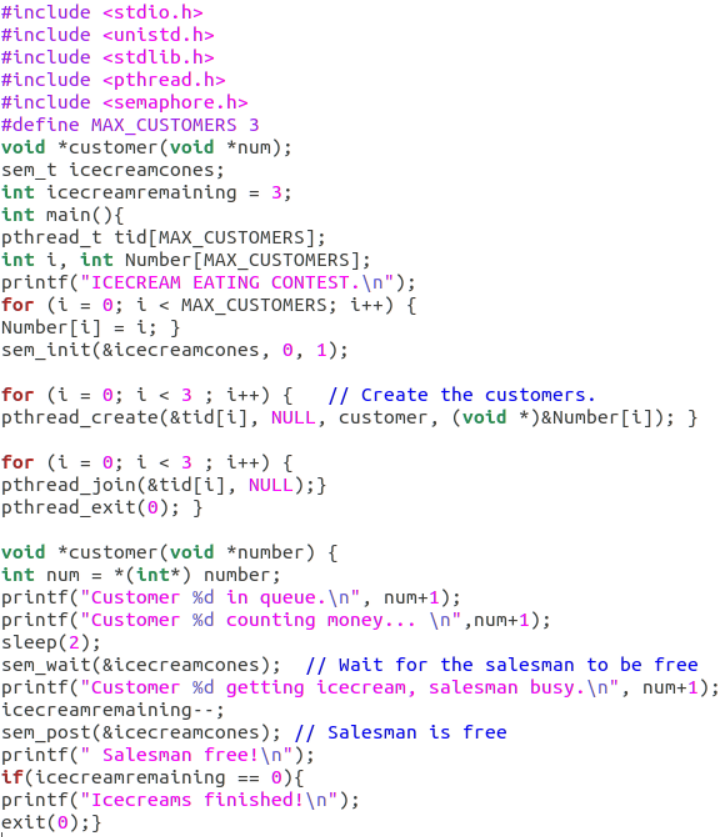 #include <stdio.h>
#include <unistd.h>
#include <stdlib.h>
#include <pthread.h>
#include <semaphore.h>
#define MAX_CUSTOMERS 3
void *customer(void *num);
sem_t icecreamcones;
int icecreamremaining = 3;
int main(){
pthread_t tid[MAX_CUSTOMERS];
int i, int Number[MAX_CUSTOMERS];
printf("ICECREAM EATING CONTEST.\n");
for (i = 0; i < MAX_CUSTOMERS; i++) {
Number[i] = i; }
sem_init(&icecreamcones, 0, 1);
for (i = 0; i < 3 ; i++) {   // Create the customers.
pthread_create(&tid[i], NULL, customer, (void *)&Number[i]); }
for (i = 0; i < 3 ; i++) {
pthread_join(&tid[i], NULL);}
pthread_exit(0); }
void *customer(void *number) {
int num = *(int*) number;
printf("Customer %d in queue.\n", num+1);
printf("Customer %d counting money... \n",num+1);
sleep(2);
sem_wait(&icecreamcones);  // Wait for the salesman to be free
printf("Customer %d getting icecream, salesman busy.\n", num+1);
icecreamremaining--;
sem_post(&icecreamcones); // Salesman is free
printf(" Salesman free!\n");
if(icecreamremaining == 0){
printf("Icecreams finished!\n");
exit(0);}